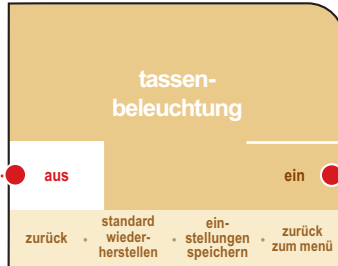 tassen-
beleuchtung
aus
ein
zurück
standard
wieder-
herstellen
ein-
stellungen
speichern
zurück
zum menü